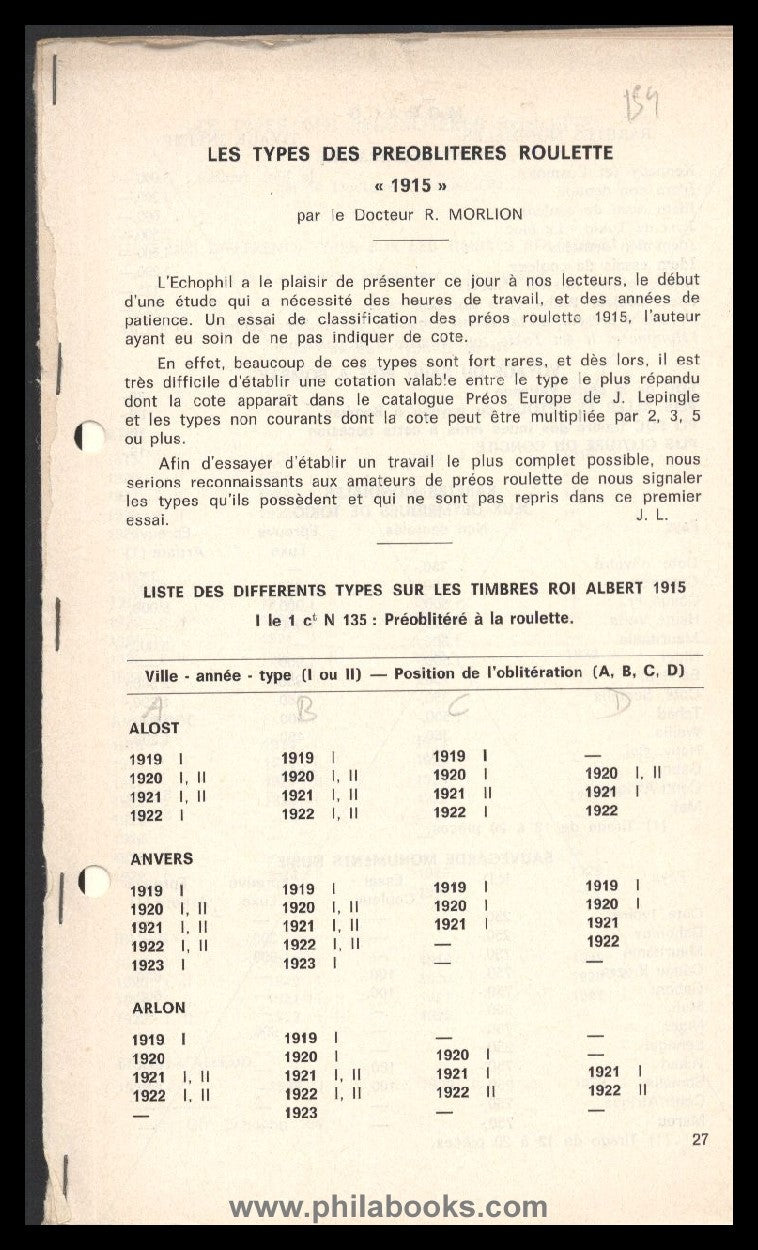 159
LES TYPES DES PREOBLITERES ROULETTE
« 1915 »
par le Docteur R. MORLION
L'Echophil a le plaisir de présenter ce jour à nos lecteurs, le début
d'une étude qui a nécessité des heures de travail, et des années de
patience. Un essai de classification des préos roulette 1915, l'auteur
ayant eu soin de ne pas indiquer de cote.
En effet, beaucoup de ces types sont fort rares, et dès lors, il est
très difficile d'établir une cotation valable entre le type le plus répandu
dont la cote apparaît dans le catalogue Préos Europe de J. Lepingle
et les types non courants dont la cote peut être multipliée par 2, 3, 5
ou plus.
Afin d'essayer d'établir un travail le plus complet possible, nous
serions reconnaissants aux amateurs de préos roulette de nous signaler
les types qu'ils possèdent et qui ne sont pas repris dans ce premier
essai. J. L.
LISTE DES DIFFERENTS TYPES SUR LES TIMBRES ROI ALBERT 1915
I le 1 ct N 135 : Préoblitéré à la roulette.
Ville - année - type (I ou II) — Position de l'oblitération (A, B, C, D)
A B C D
ALOST
1919 I 1919 I 1919 I —
1920 I, II 1920 I, II 1920 I 1920 I, II
1921 I, II 1921 I, II 1921 II 1921 I
1922 I 1922 I, II 1922 I 1922
ANVERS
1919 I 1919 I 1919 I 1919 I
1920 I, II 1920 I, II 1920 I 1920 I
1921 I, II 1921 I, II 1921 I 1921
1922 I, II 1922 I, II — 1922
1923 I 1923 I — —
ARLON
1919 I 1919 I — —
1920 1920 I 1920 I —
1921 I, II 1921 I, II 1921 I 1921 I
1922 I, II 1922 I, II 1922 II 1922 II
— 1923 — —
27
www.philabooks.com